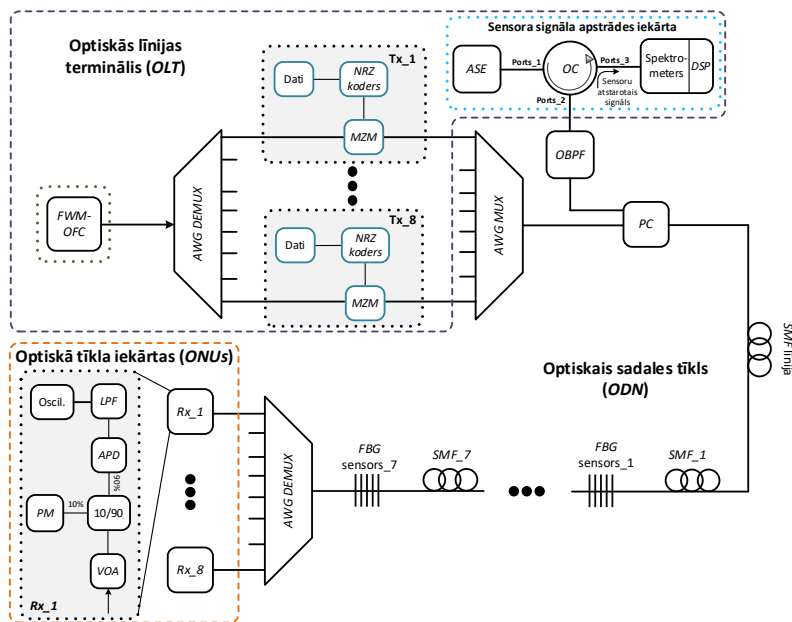 Optiskās līnijas
terminālis (OLT)
Tx_1
Dati
NRZ
koders
MZM
Sensora signāla apstrādes iekārta
ASE
Ports_1
OC
Ports_3
Ports_2
Sensoru
atstarotais
signāls
Spektro-
meters
DSP
OBPF
FWM-
OFC
AWG DEMUX
Tx_8
Dati
NRZ
koders
MZM
AWG MUX
PC
SMF līnija
Optiskā tīkla iekārtas (ONUs)
Oscil.
LPF
APD
90%
PM
10%
10/90
VOA
Rx_1
Rx_1
Rx_8
AWG DEMUX
Optiskais sadales tīkls
(ODN)
FBG
sensors_7
SMF_7
FBG
sensors_1
SMF_1